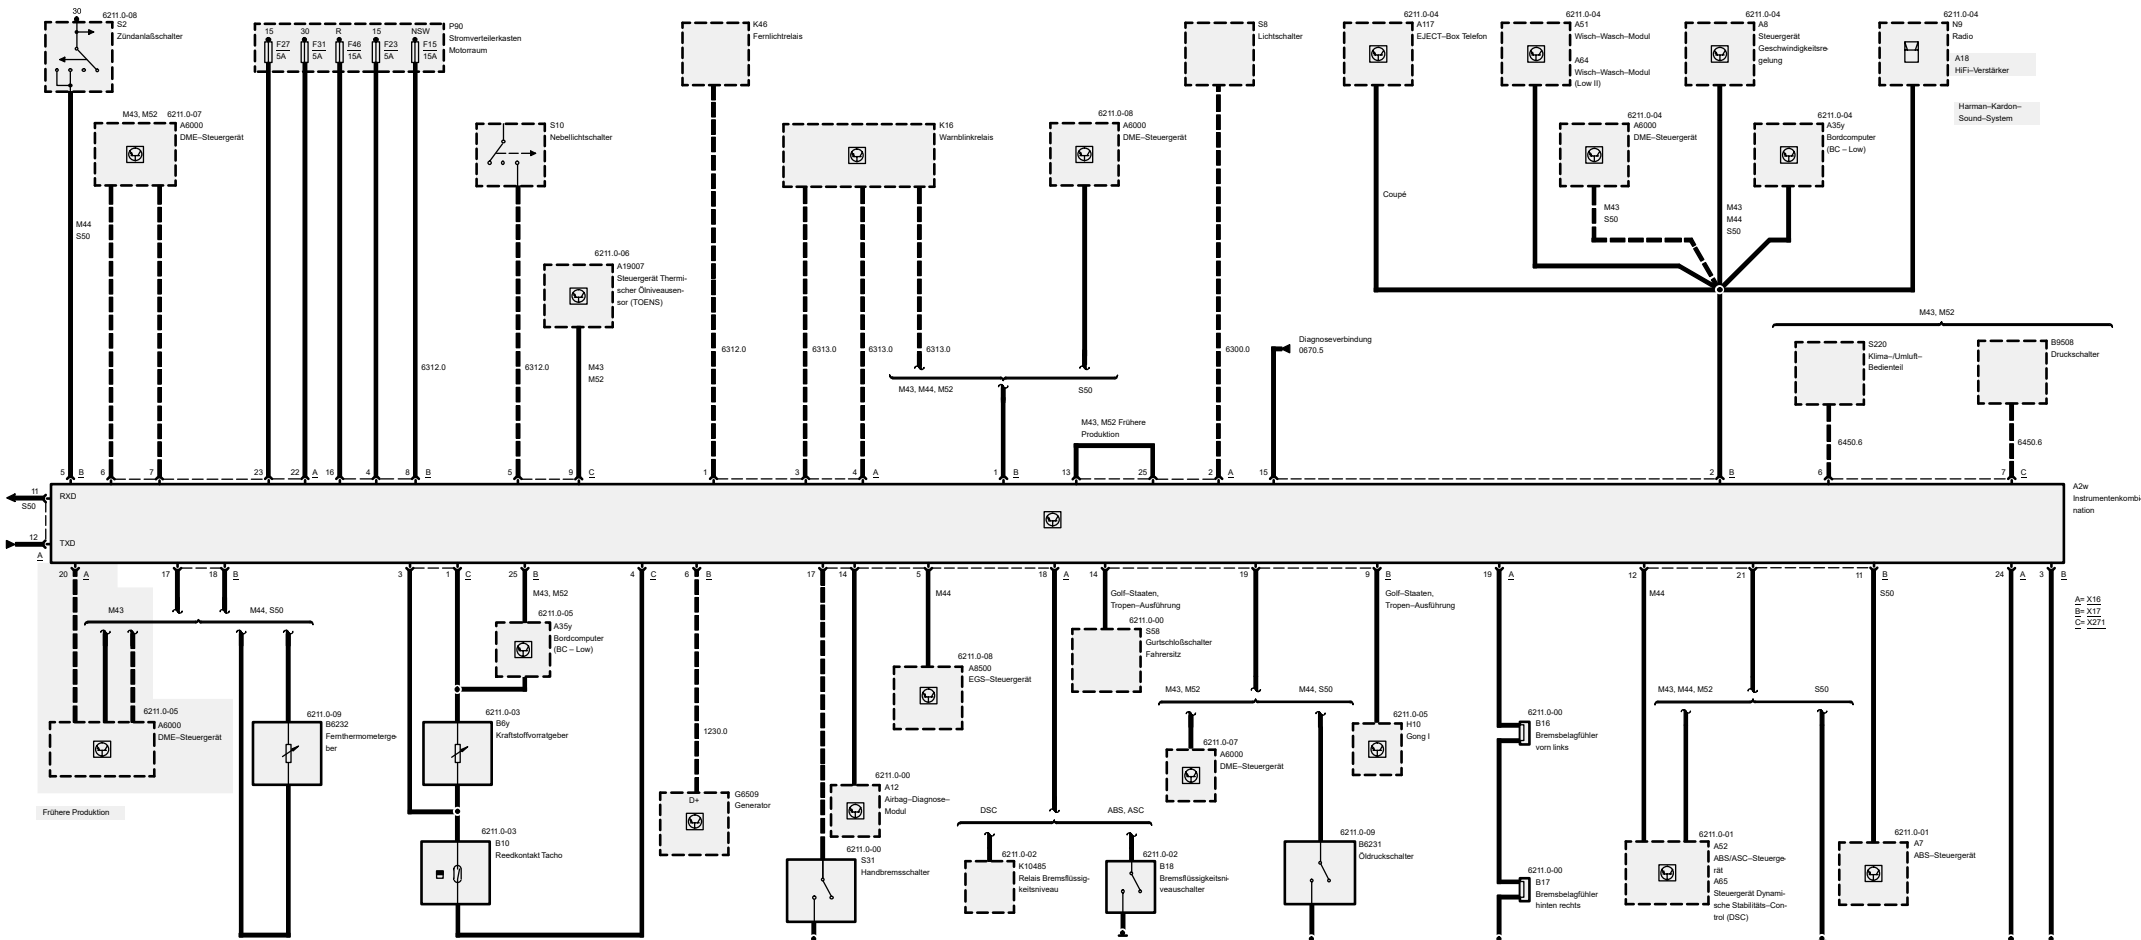 30
6211.0-08
S2
Zündanlaßschalter
15
30
R
15
NSW
F27
5A
F31
5A
F46
15A
F23
5A
F15
15A
P90
Stromverteilerkasten
Motorraum
K46
Fernlichtrelais
S8
Lichtschalter
6211.0-04
A117
EJECT–Box Telefon
6211.0-04
A51
Wisch–Wasch–Modul
A64
Wisch–Wasch–Modul
(Low II)
6211.0-04
A8
Steuergerät
Geschwindigkeitsre-
gelung
6211.0-04
N9
Radio
A18
HiFi–Verstärker
Harman–Kardon–
Sound–System
M43, M52
6211.0-07
A6000
DME–Steuergerät
S10
Nebellichtschalter
K16
Warnblinkrelais
6211.0-08
A6000
DME–Steuergerät
6211.0-04
A6000
DME–Steuergerät
6211.0-04
A35y
Bordcomputer
(BC – Low)
M44
S50
Coupé
M43
S50
M43
M44
S50
6211.0-06
A19007
Steuergerät Thermi-
scher Ölniveausen-
sor (TOENS)
6312.0
6312.0
M43
M52
6312.0
6313.0
6313.0
6313.0
6300.0
Diagnoseverbindung
0670.5
M43, M52
S220
Klima–/Umluft–
Bedienteil
B9508
Druckschalter
M43, M44, M52
S50
M43, M52 Frühere
Produktion
6450.6
6450.6
5
B
6
7
23
22
A
16
4
8
B
5
9
C
1
3
4
A
1
B
13
25
2
A
15
2
B
6
7
C
11
RXD
S50
12
TXD
A
A2w
Instrumentenkombi-
nation
20
A
17
18
B
3
1
C
25
B
4
C
6
B
17
14
5
18
A
14
19
9
B
19
A
12
21
11
B
24
A
3
B
A= X16
B= X17
C= X271
M43
M44, S50
M43, M52
6211.0-05
A35y
Bordcomputer
(BC – Low)
M44
Golf–Staaten,
Tropen–Ausführung
6211.0-00
S58
Gurtschloßschalter
Fahrersitz
Golf–Staaten,
Tropen–Ausführung
M44
S50
6211.0-08
A8500
EGS–Steuergerät
M43, M52
M44, S50
M43, M44, M52
S50
6211.0-05
A6000
DME–Steuergerät
6211.0-09
B6232
Fernthermometerge-
ber
6211.0-03
B6y
Kraftstoffvorratgeber
1230.0
6211.0-05
H10
Gong I
6211.0-00
B16
Bremsbelagfühler
vorn links
6211.0-07
A6000
DME–Steuergerät
Frühere Produktion
D+
G6509
Generator
6211.0-00
A12
Airbag–Diagnose–
Modul
DSC
ABS, ASC
6211.0-03
B10
Reedkontakt Tacho
6211.0-00
S31
Handbremsschalter
6211.0-02
K10485
Relais Bremsflüssig-
keitsniveau
6211.0-02
B18
Bremsflüssigkeitsni-
veauschalter
6211.0-09
B6231
Öldruckschalter
6211.0-00
B17
Bremsbelagfühler
hinten rechts
6211.0-01
A52
ABS/ASC–Steuerge-
rät
A65
Steuergerät Dynami-
sche Stabilitäts–Con-
trol (DSC)
6211.0-01
A7
ABS–Steuergerät